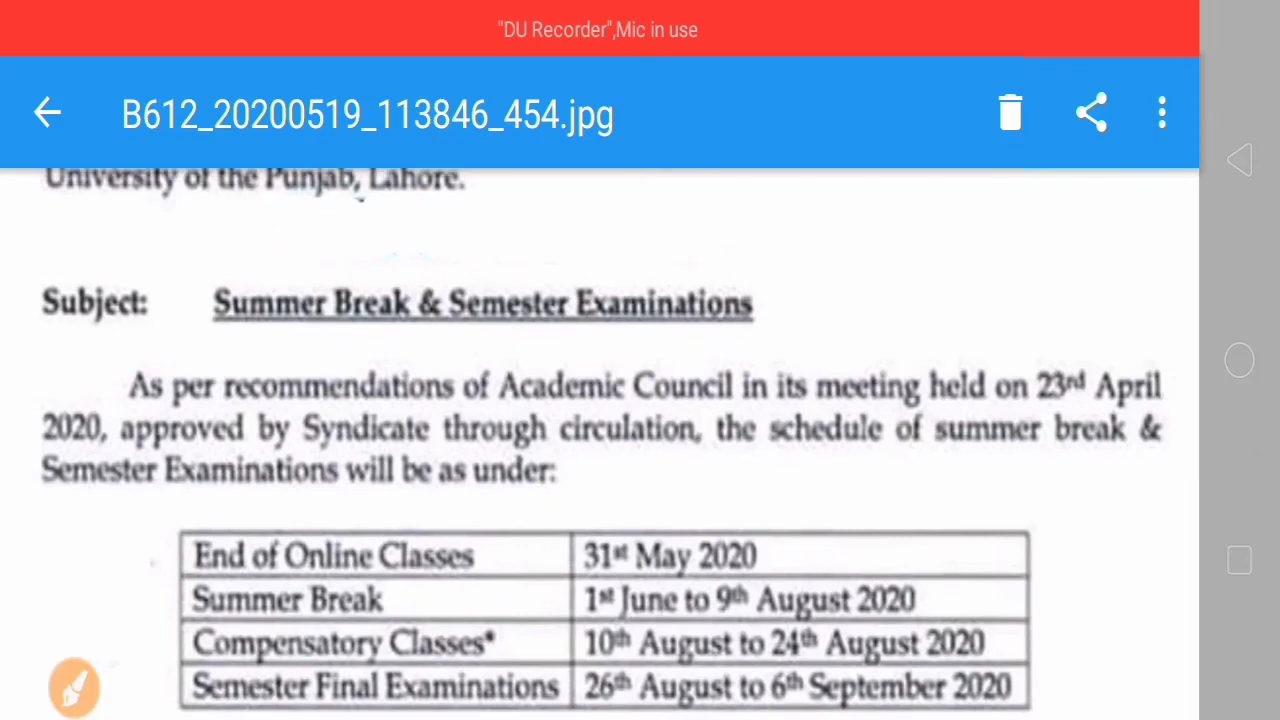 "DU Recorder",Mic in use
B612_20200519_113846_454.jpg
University of the Punjab, Lahore.
Subject: Summer Break & Semester Examinations
As per recommendations of Academic Council in its meeting held on 23rd April
2020, approved by Syndicate through circulation, the schedule of summer break &
Semester Examinations will be as under:
End of Online Classes 31st May 2020
Summer Break 1st June to 9th August 2020
Compensatory Classes* 10th August to 24th August 2020
Semester Final Examinations 26th August to 6th September 2020